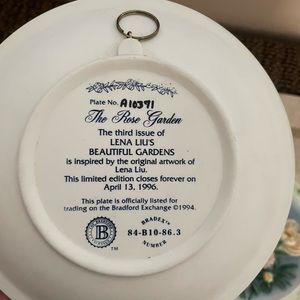 Plate No. A10391
The Rose Garden
The third issue of
LENA LIU'S
BEAUTIFUL GARDENS
is inspired by the original artwork of
Lena Liu.
This limited edition closes forever on
April 13, 1996.
This plate is officially listed for
trading on the Bradford Exchange ©1994.
B
TM
BRADEX
84-B10-86.3
NUMBER